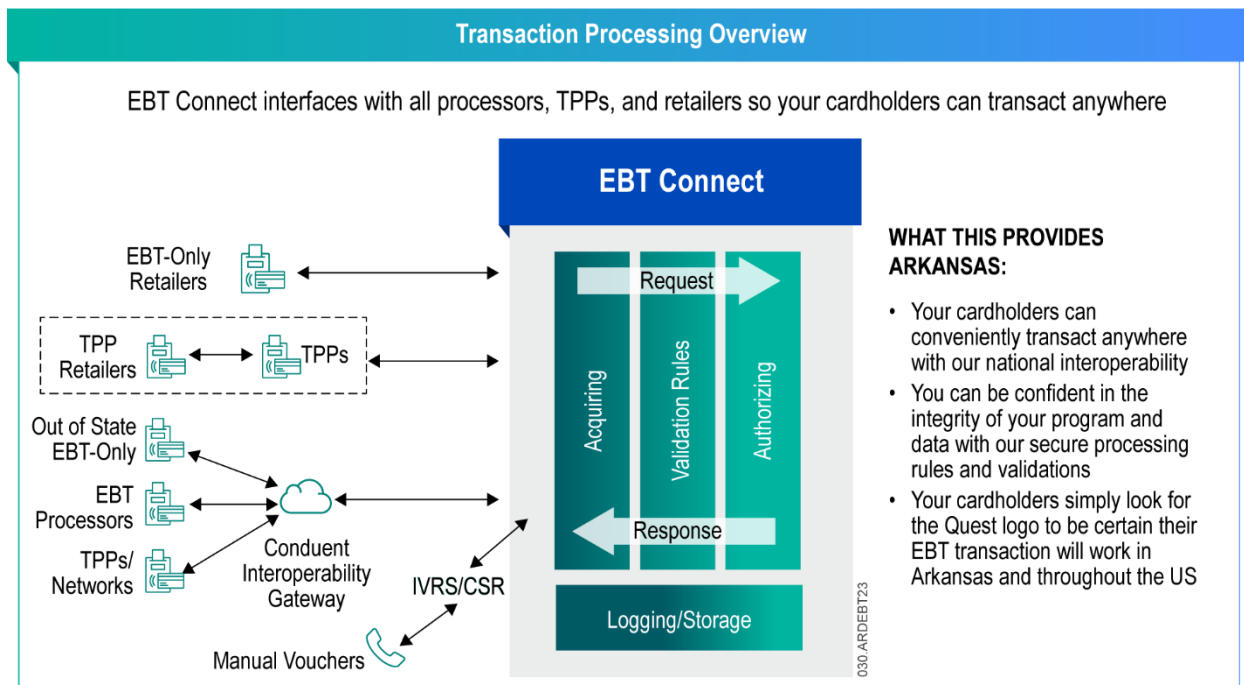 Transaction Processing Overview
EBT Connect interfaces with all processors, TPPs, and retailers so your cardholders can transact anywhere
EBT Connect
EBT-Only
Retailers
TPP
Retailers
TPPs
Out of State
EBT-Only
EBT
Processors
TPPs/
Networks
Conduent
Interoperability
Gateway
IVRS/CSR
Manual Vouchers
Request
Acquiring
Validation Rules
Authorizing
Response
Logging/Storage
030.ARDEBT23
WHAT THIS PROVIDES
ARKANSAS:
• Your cardholders can
conveniently transact anywhere
with our national interoperability
• You can be confident in the
integrity of your program and
data with our secure processing
rules and validations
• Your cardholders simply look for
the Quest logo to be certain their
EBT transaction will work in
Arkansas and throughout the US